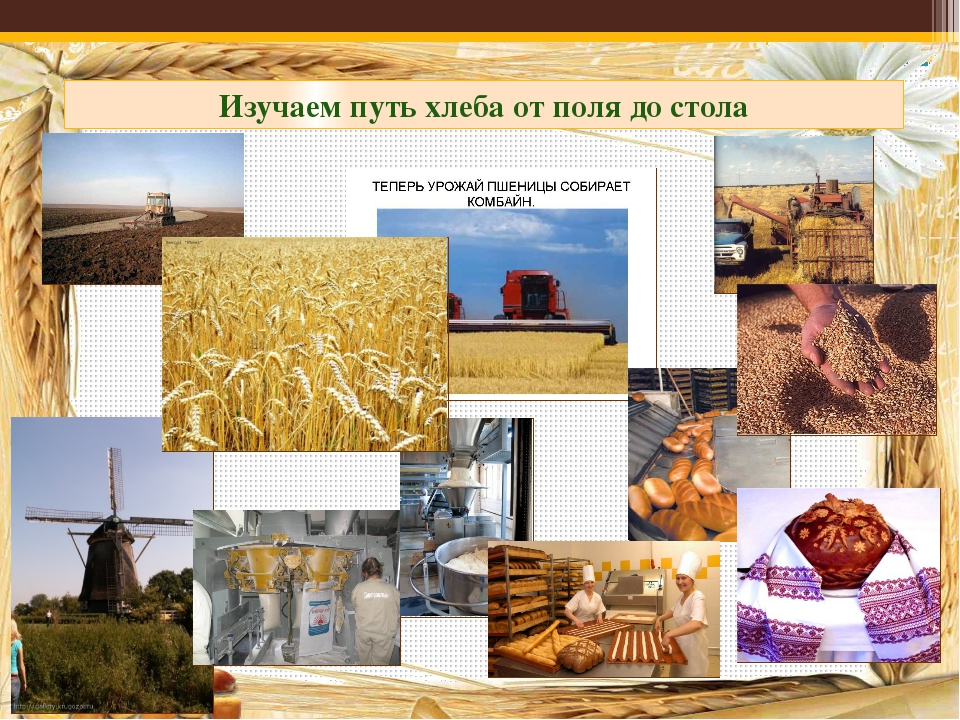 Изучаем путь хлеба от поля до стола
ТЕПЕРЬ УРОЖАЙ ПШЕНИЦЫ СОБИРАЕТ
КОМБАЙН.